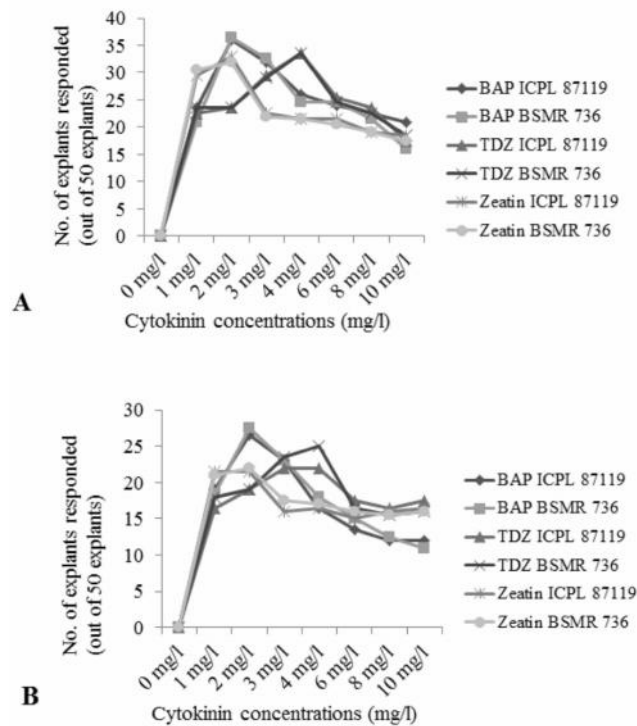 40
35
30
25
20
15
10
5
0
No. of explants responded
(out of 50 explants)
0 mg/l
1 mg/l
2 mg/l
3 mg/l
4 mg/l
6 mg/l
8 mg/l
10 mg/l
Cytokinin concentrations (mg/l)
BAP ICPL 87119
BAP BSMR 736
TDZ ICPL 87119
TDZ BSMR 736
Zeatin ICPL 87119
Zeatin BSMR 736
A
30
25
20
15
10
5
0
No. of explants responded
(out of 50 explants)
0 mg/l
1 mg/l
2 mg/l
3 mg/l
4 mg/l
6 mg/l
8 mg/l
10 mg/l
Cytokinin concentrations (mg/l)
BAP ICPL 87119
BAP BSMR 736
TDZ ICPL 87119
TDZ BSMR 736
Zeatin ICPL 87119
Zeatin BSMR 736
B